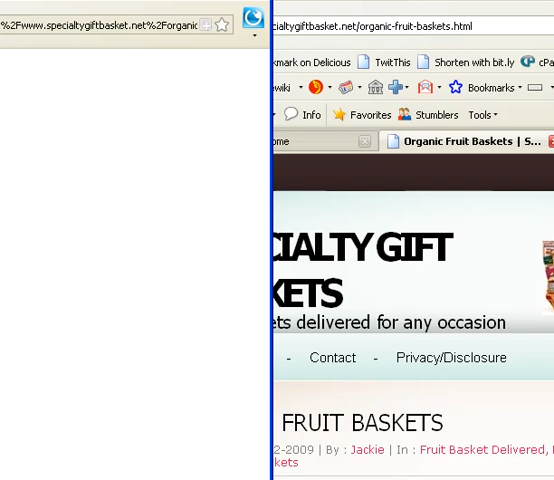 %2Fwww.specialtygiftbasket.net%2Forganic
cialtygiftbasket.net/organic-fruit-baskets.html
kmark on Delicious TwitThis Shorten with bit.ly cPa
wiki Bookmarks
Info Favorites Stumblers Tools
ome Organic Fruit Baskets | S...
CIALTY GIFT
KETS
ets delivered for any occasion
- Contact - Privacy/Disclosure
FRUIT BASKETS
2-2009 | By : Jackie | In : Fruit Basket Delivered,
kets